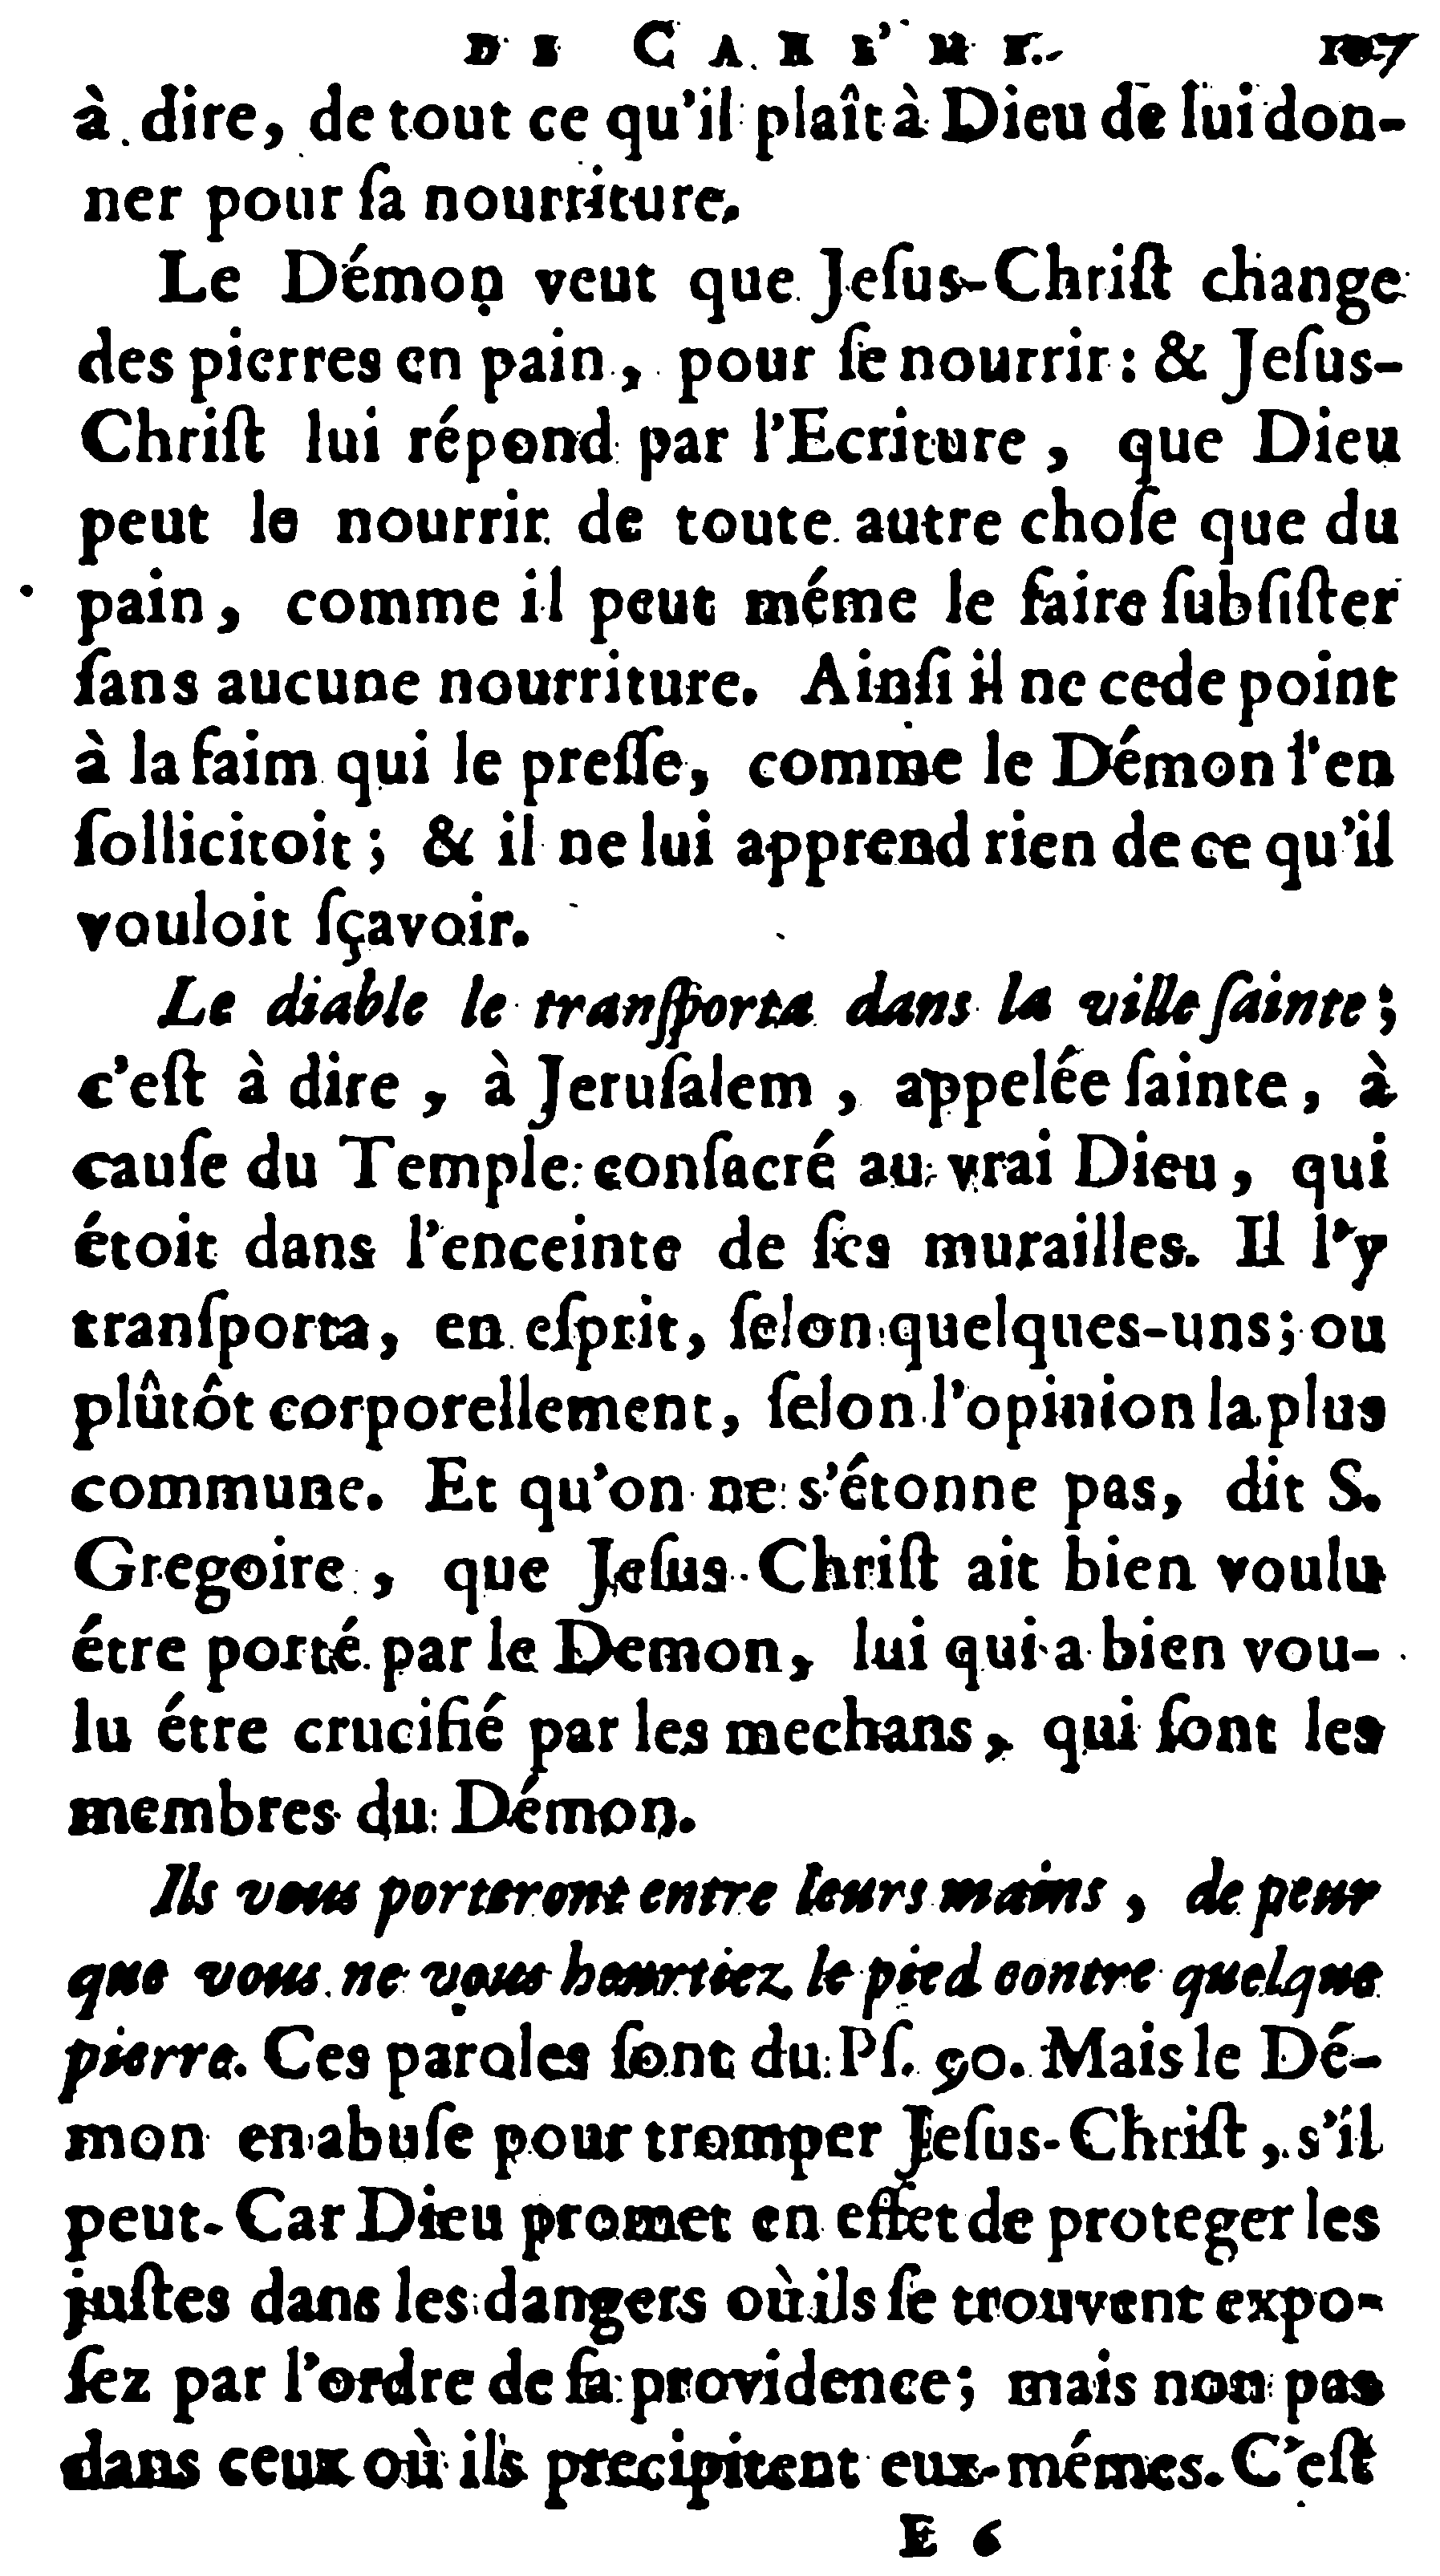 DE CARE'ME. 107
à dire, de tout ce qu'il plaît à Dieu de lui don-
ner pour ſa nourriture.
Le Démon veut que Jeſus-Chriſt change
des pierres en pain, pour ſe nourrir: & Jeſus-
Chriſt lui répond par l'Ecriture, que Dieu
peut le nourrir de toute autre choſe que du
pain, comme il peut méme le faire ſubſiſter
ſans aucune nourriture. Ainſi il ne cede point
à la faim qui le preſſe, comme le Démon l'en
ſollicitoit; & il ne lui apprend rien de ce qu'il
vouloit ſçavoir.
Le diable le tranſporta dans la ville ſainte;
c'eſt à dire, à Jeruſalem, appelée ſainte, à
cauſe du Temple conſacré au vrai Dieu, qui
étoit dans l'enceinte de ſes murailles. Il l'y
tranſporta, en eſprit, ſelon quelques-uns; ou
plûtôt corporellement, ſelon l'opinion la plus
commune. Et qu'on ne s'étonne pas, dit S.
Gregoire, que Jeſus-Chriſt ait bien voulu
étre porté par le Demon, lui qui a bien vou-
lu étre crucifié par les mechans, qui ſont les
membres du Démon.
Ils vous porteront entre leurs mains, de peur
que vous ne vous heurtiez le pied contre quelque
pierre. Ces paroles ſont du Pſ. 90. Mais le Dé-
mon en abuſe pour tromper Jeſus-Chriſt, s'il
peut. Car Dieu promet en effet de proteger les
juſtes dans les dangers où ils ſe trouvent expo-
ſez par l'ordre de ſa providence; mais non pas
dans ceux où ils precipitent eux-mémes. C'eſt
E 6